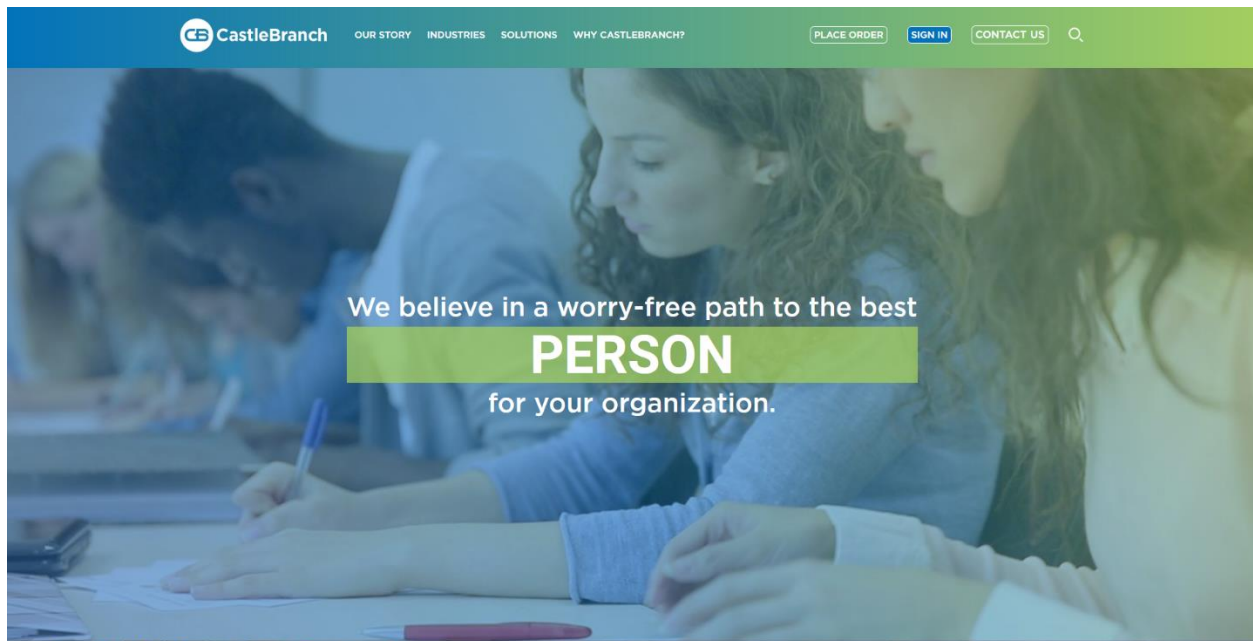 CB CastleBranch OUR STORY INDUSTRIES SOLUTIONS WHY CASTLEBRANCH? PLACE ORDER SIGN IN CONTACT US
We believe in a worry-free path to the best
PERSON
for your organization.